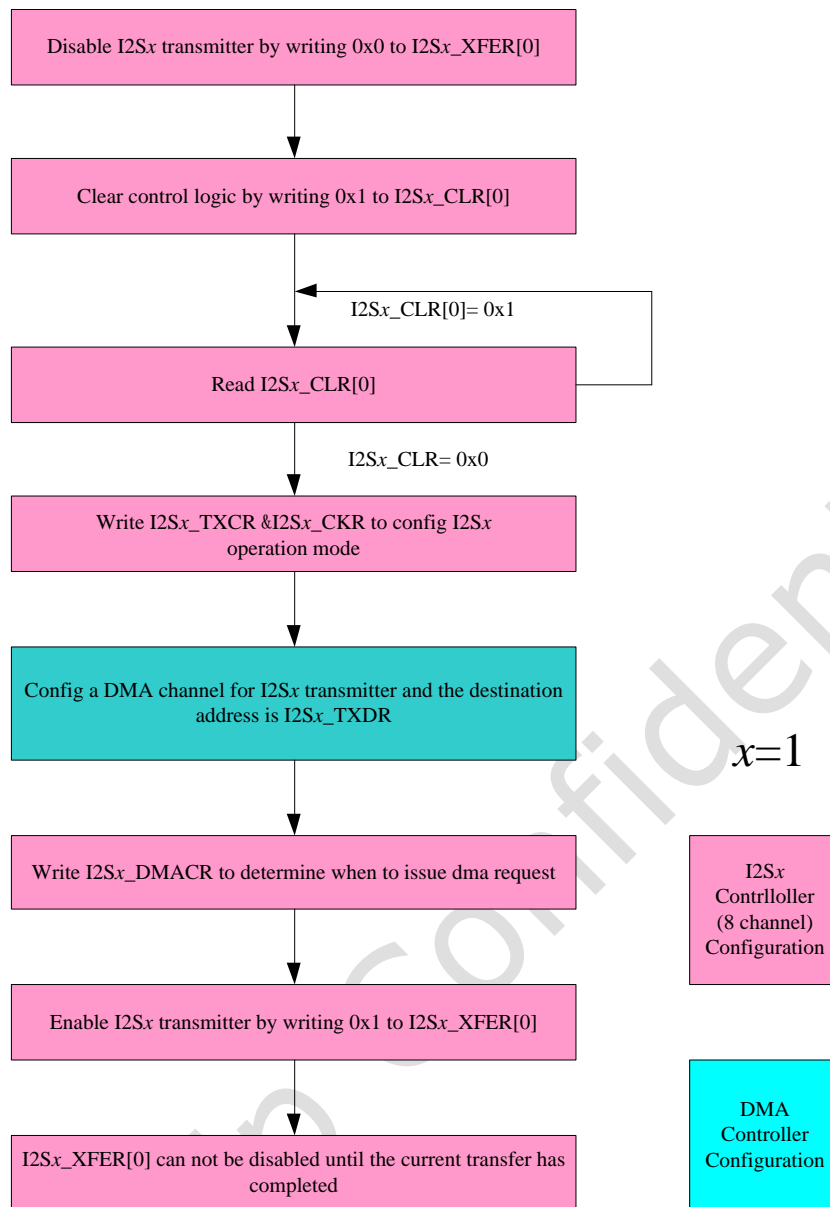 Disable I2Sx transmitter by writing 0x0 to I2Sx_XFER[0]
Clear control logic by writing 0x1 to I2Sx_CLR[0]
I2Sx_CLR[0]= 0x1
Read I2Sx_CLR[0]
I2Sx_CLR= 0x0
Write I2Sx_TXCR &I2Sx_CKR to config I2Sx
operation mode
Config a DMA channel for I2Sx transmitter and the destination
address is I2Sx_TXDR
x=1
Write I2Sx_DMACR to determine when to issue dma request
I2Sx
Contrlloller
(8 channel)
Configuration
Enable I2Sx transmitter by writing 0x1 to I2Sx_XFER[0]
DMA
Controller
Configuration
I2Sx_XFER[0] can not be disabled until the current transfer has
completed